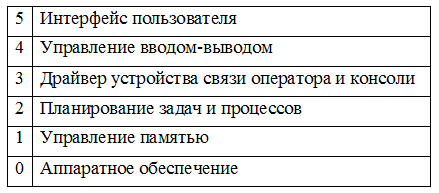 5 Интерфейс пользователя
4 Управление вводом-выводом
3 Драйвер устройства связи оператора и консоли
2 Планирование задач и процессов
1 Управление памятью
0 Аппаратное обеспечение